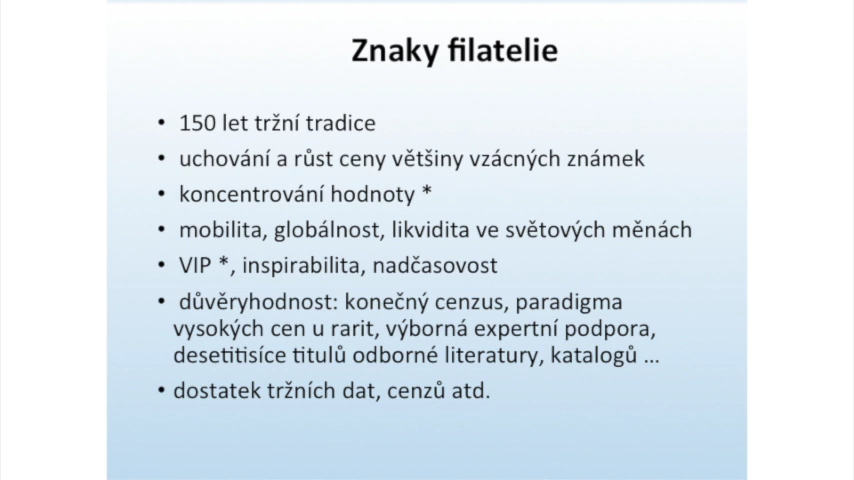 Znaky filatelie
• 150 let tržní tradice
• uchování a růst ceny většiny vzácných známek
• koncentrování hodnoty *
• mobilita, globálnost, likvidita ve světových měnách
• VIP *, inspirabilita, nadčasovost
• důvěryhodnost: konečný cenzus, paradigma
vysokých cen u rarit, výborná expertní podpora,
desetitisíce titulů odborné literatury, katalogů ...
• dostatek tržních dat, cenzů atd.